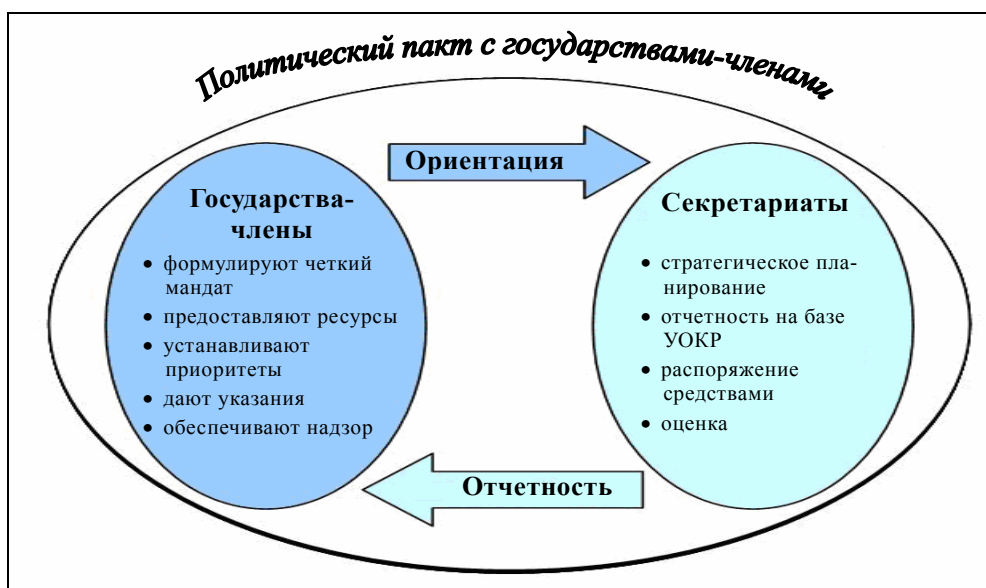 Политический пакт с государствами-членами
Ориентация
Государства-
члены
• формулируют четкий
мандат
• предоставляют ресурсы
• устанавливают
приоритеты
• дают указания
• обеспечивают надзор
Секретариаты
• стратегическое пла-
нирование
• отчетность на базе
УОКР
• распоряжение
средствами
• оценка
Отчетность